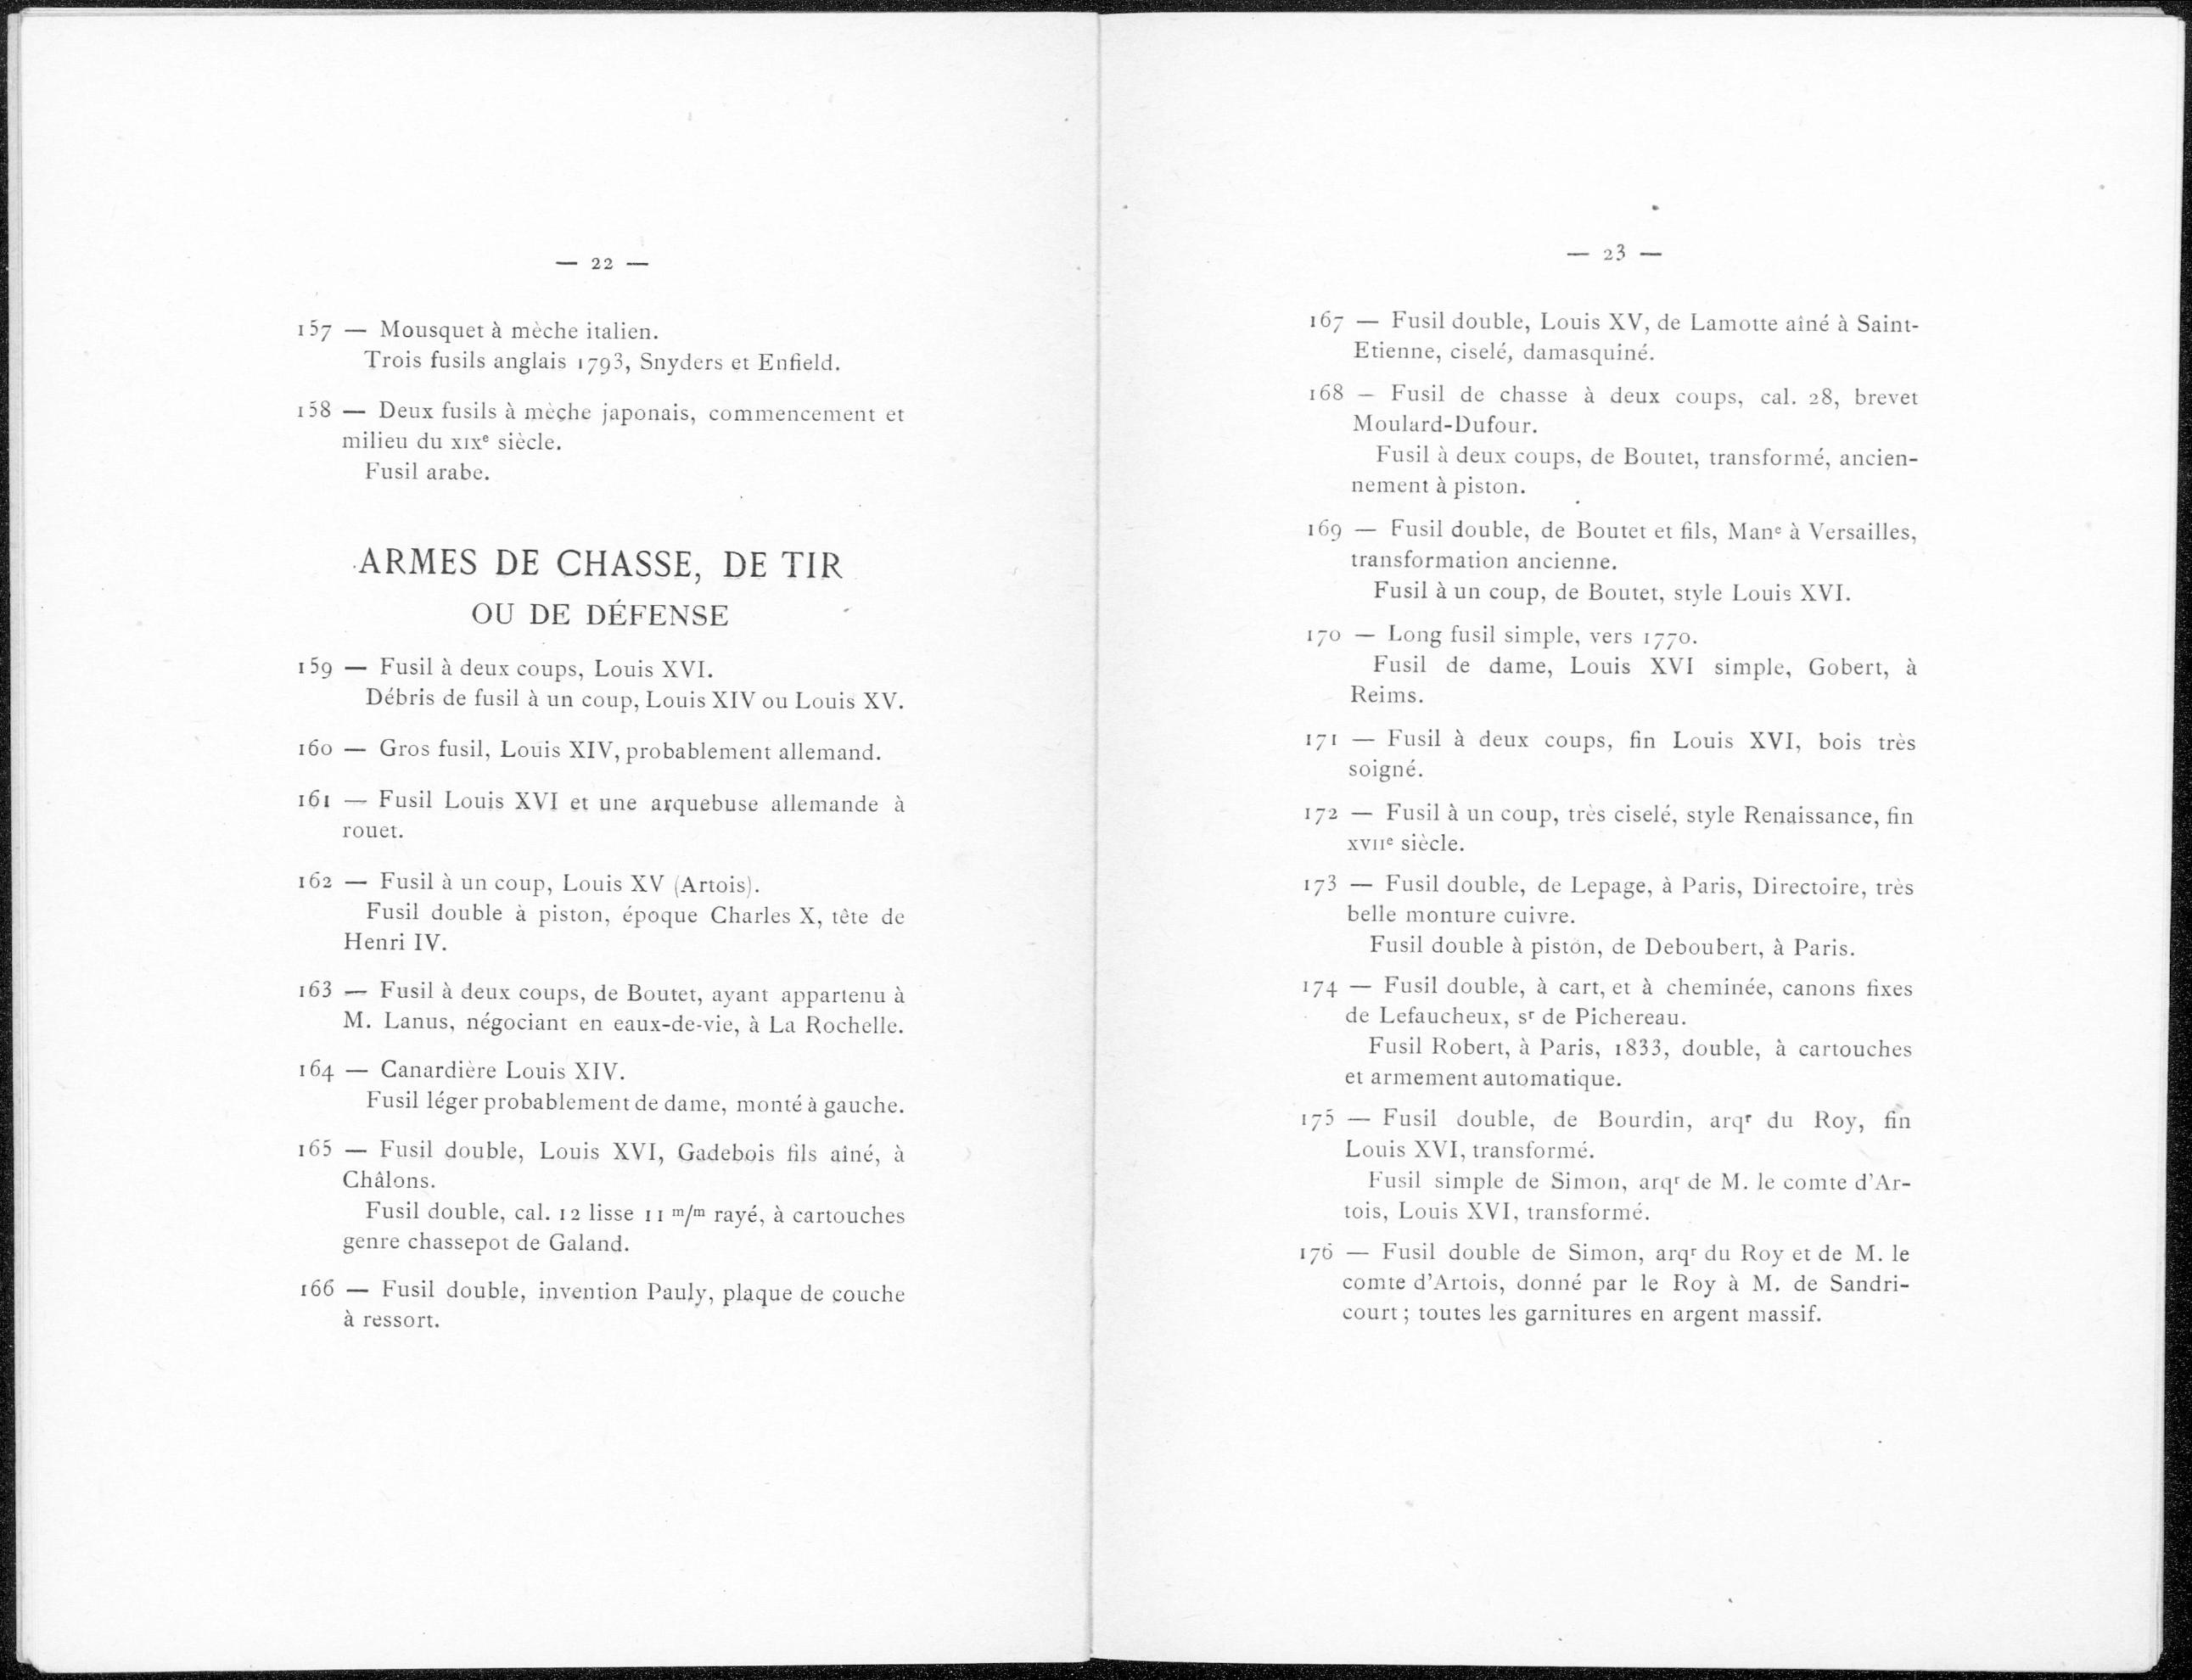 — 22 —
157 — Mousquet à mèche italien.
Trois fusils anglais 1793, Snyders et Enfield.
158 — Deux fusils à mèche japonais, commencement et
milieu du XIXe siècle.
Fusil arabe.
ARMES DE CHASSE, DE TIR
OU DE DÉFENSE
159 — Fusil à deux coups, Louis XVI.
Débris de fusil à un coup, Louis XIV ou Louis XV.
160 — Gros fusil, Louis XIV, probablement allemand.
161 — Fusil Louis XVI et une arquebuse allemande à
rouet.
162 — Fusil à un coup, Louis XV (Artois).
Fusil double à piston, époque Charles X, tête de
Henri IV.
163 — Fusil à deux coups, de Boutet, ayant appartenu à
M. Lanus, négociant en eaux-de-vie, à La Rochelle.
164 — Canardière Louis XIV.
Fusil léger probablement de dame, monté à gauche.
165 — Fusil double, Louis XVI, Gadebois fils aîné, à
Châlons.
Fusil double, cal. 12 lisse 11 m/m rayé, à cartouches
genre chassepot de Galand.
166 — Fusil double, invention Pauly, plaque de couche
à ressort.
— 23 —
167 — Fusil double, Louis XV, de Lamotte aîné à Saint-
Etienne, ciselé, damasquiné.
168 — Fusil de chasse à deux coups, cal. 28, brevet
Moulard-Dufour.
Fusil à deux coups, de Boutet, transformé, ancien-
nement à piston.
169 — Fusil double, de Boutet et fils, Mane à Versailles,
transformation ancienne.
Fusil à un coup, de Boutet, style Louis XVI.
170 — Long fusil simple, vers 1770.
Fusil de dame, Louis XVI simple, Gobert, à
Reims.
171 — Fusil à deux coups, fin Louis XVI, bois très
soigné.
172 — Fusil à un coup, très ciselé, style Renaissance, fin
XVIIe siècle.
173 — Fusil double, de Lepage, à Paris, Directoire, très
belle monture cuivre.
Fusil double à piston, de Deboubert, à Paris.
174 — Fusil double, à cart, et à cheminée, canons fixes
de Lefaucheux, sr de Pichereau.
Fusil Robert, à Paris, 1833, double, à cartouches
et armement automatique.
175 — Fusil double, de Bourdin, arqr du Roy, fin
Louis XVI, transformé.
Fusil simple de Simon, arqr de M. le comte d'Ar-
tois, Louis XVI, transformé.
176 — Fusil double de Simon, arqr du Roy et de M. le
comte d'Artois, donné par le Roy à M. de Sandri-
court ; toutes les garnitures en argent massif.